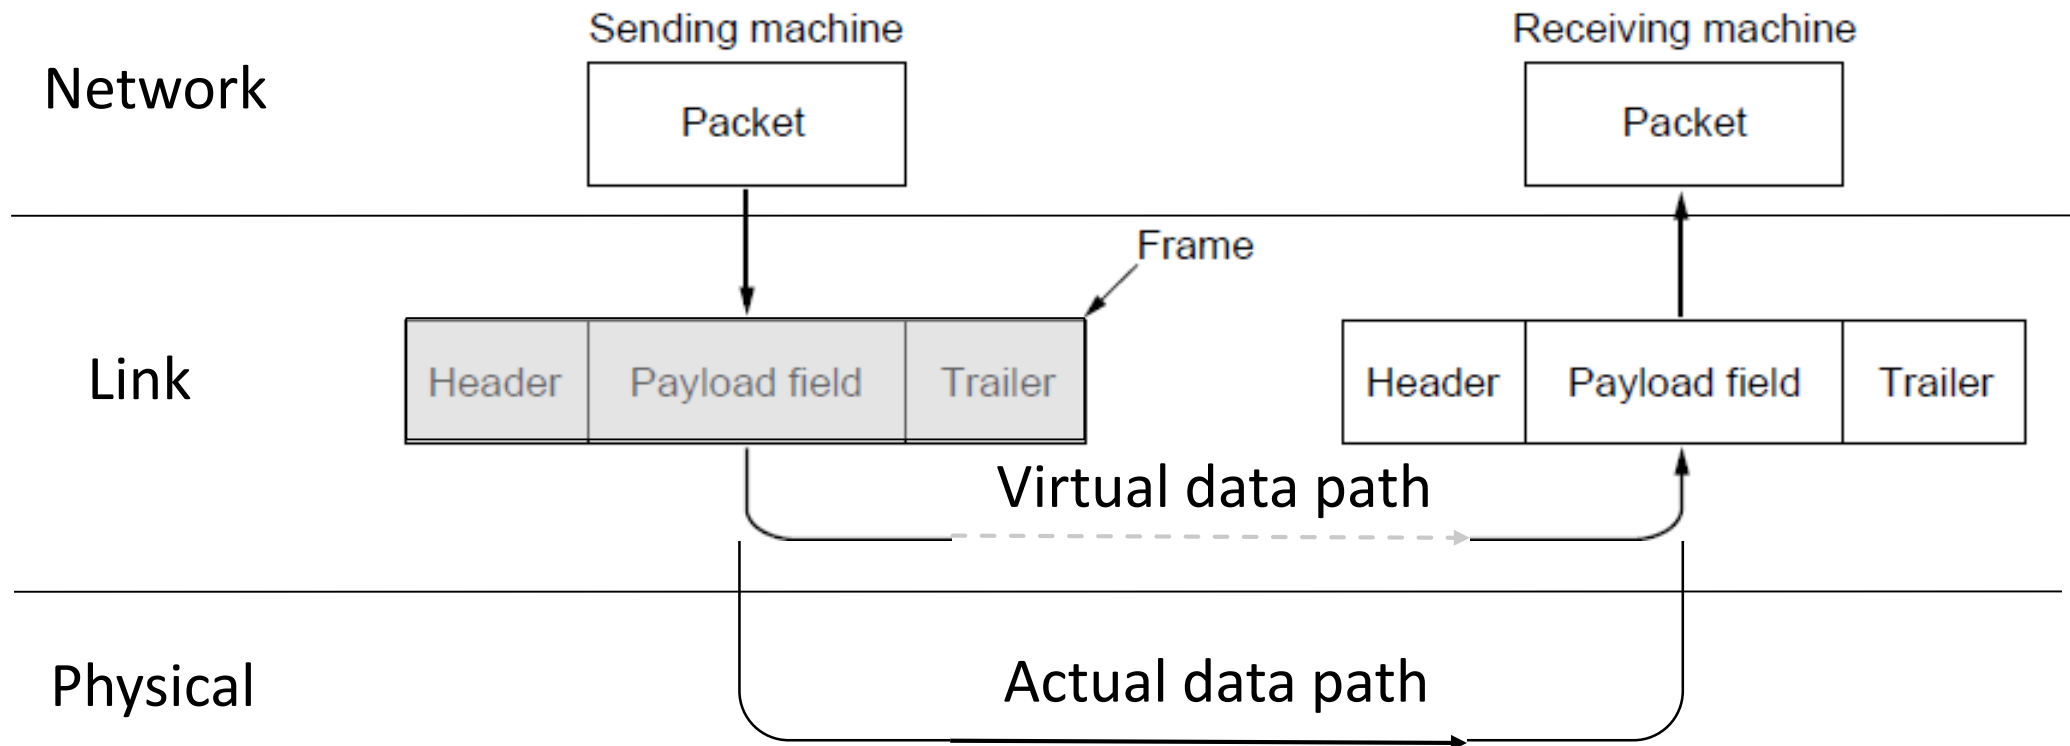 Sending machine
Receiving machine
Network
Packet
Packet
Frame
Link
Header
Payload field
Trailer
Header
Payload field
Trailer
Virtual data path
Physical
Actual data path